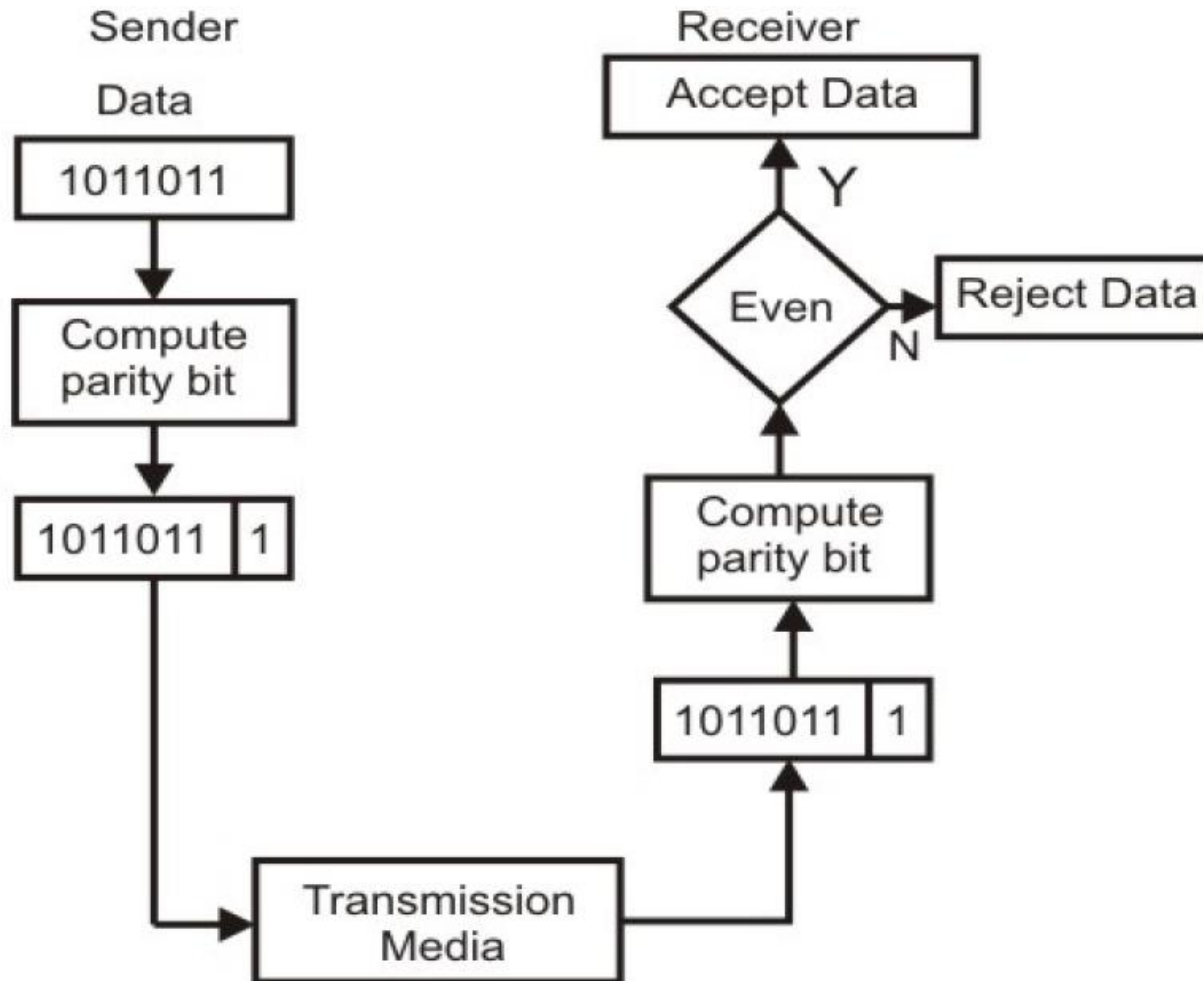 Sender
Data
1011011
Compute
parity bit
1011011 1
Transmission
Media
Receiver
Accept Data
Y
Even
N
Reject Data
Compute
parity bit
1011011 1